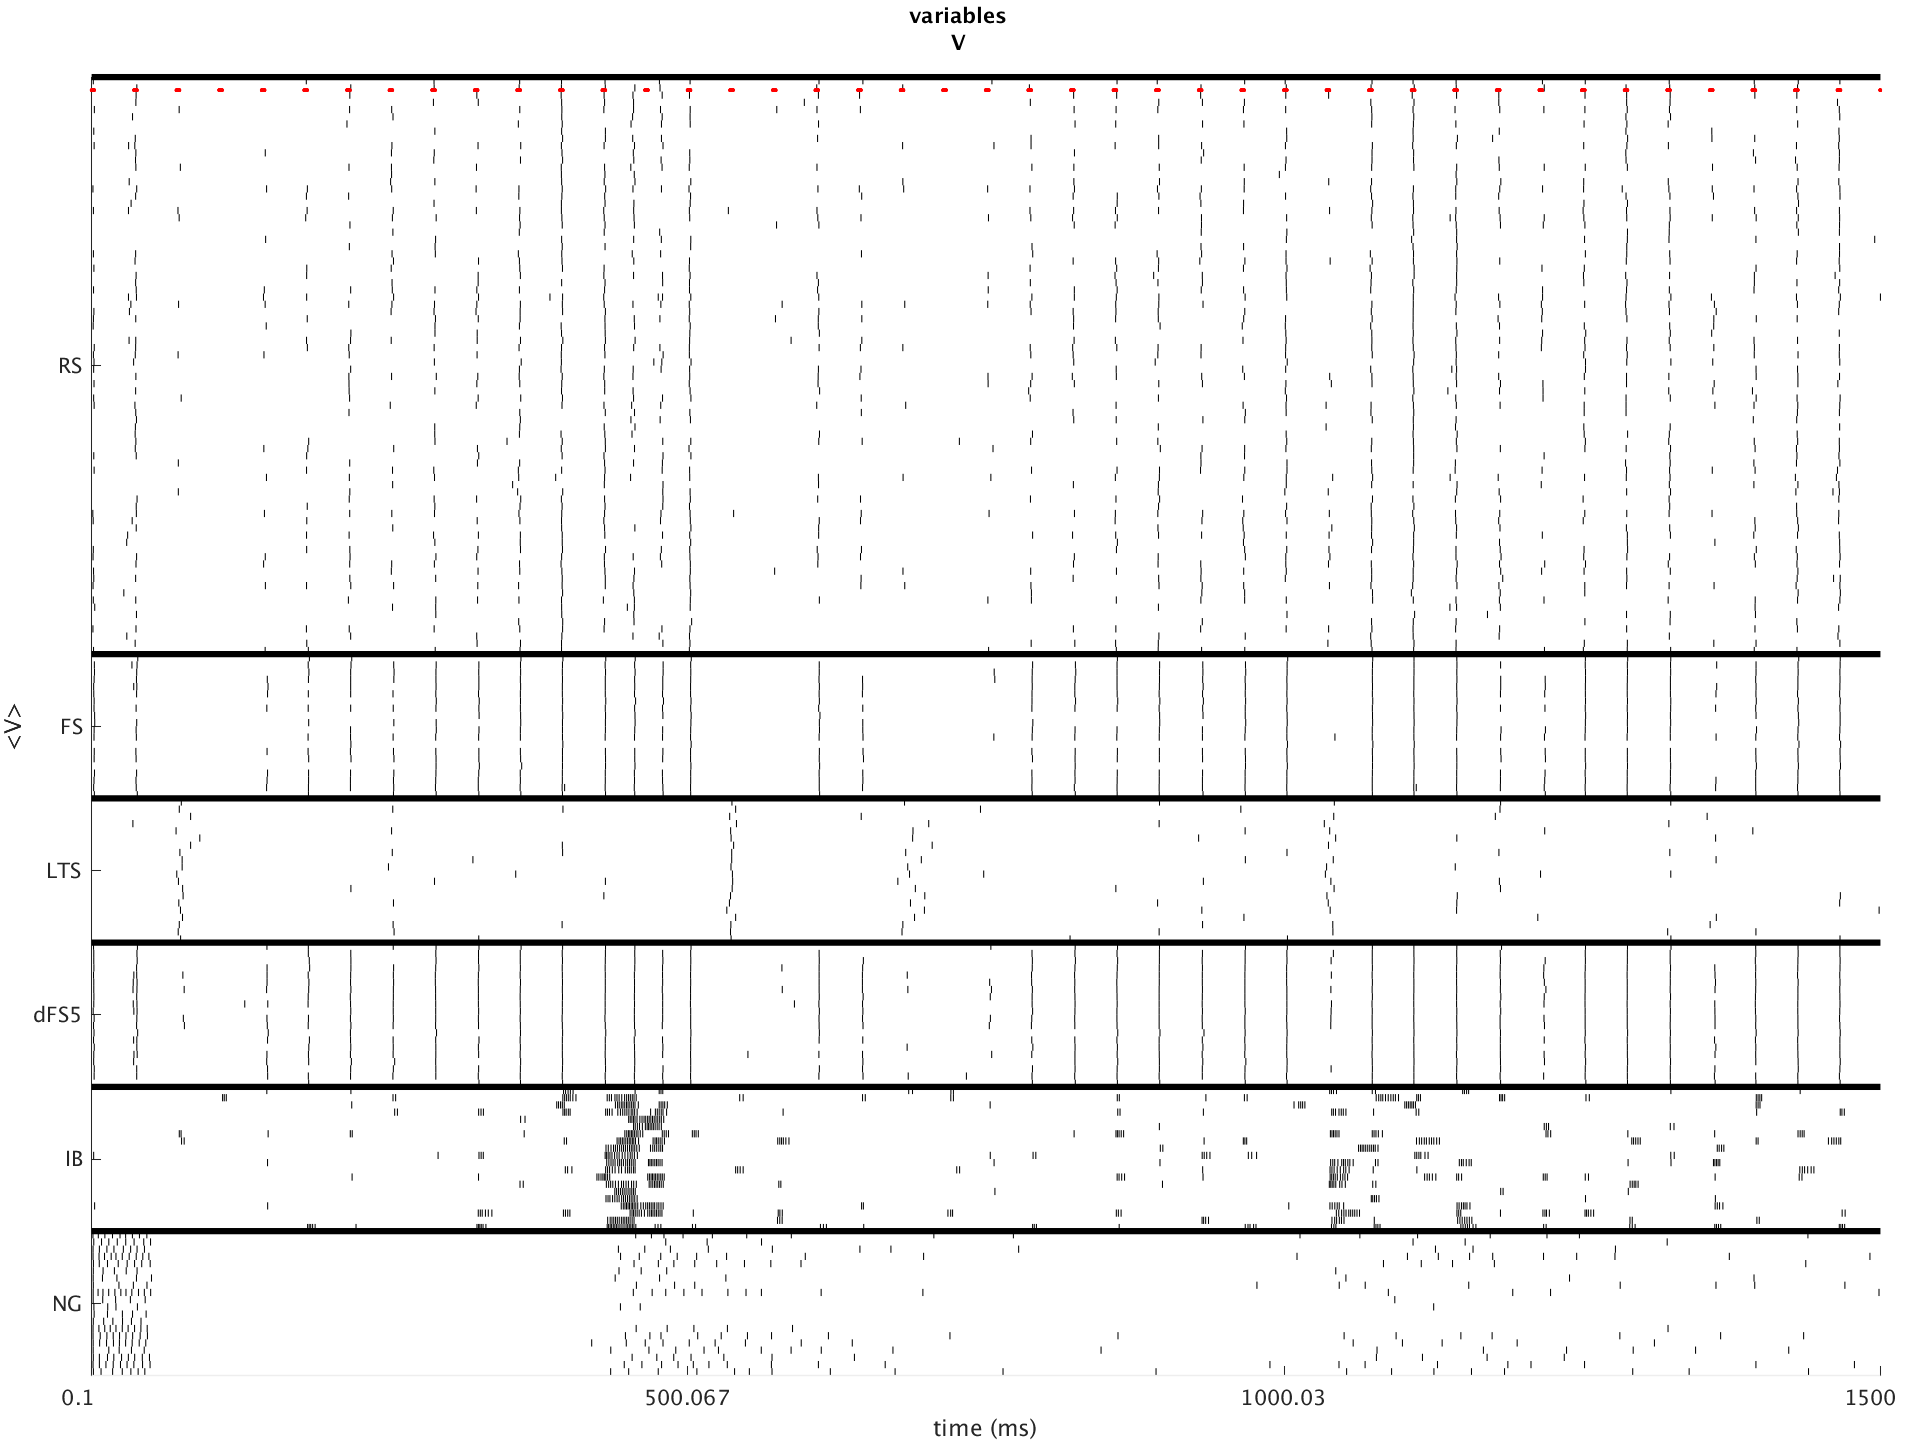 variables
V
RS
FS
<V>
LTS
dFS5
IB
NG
0.1
500.067
1000.03
1500
time (ms)